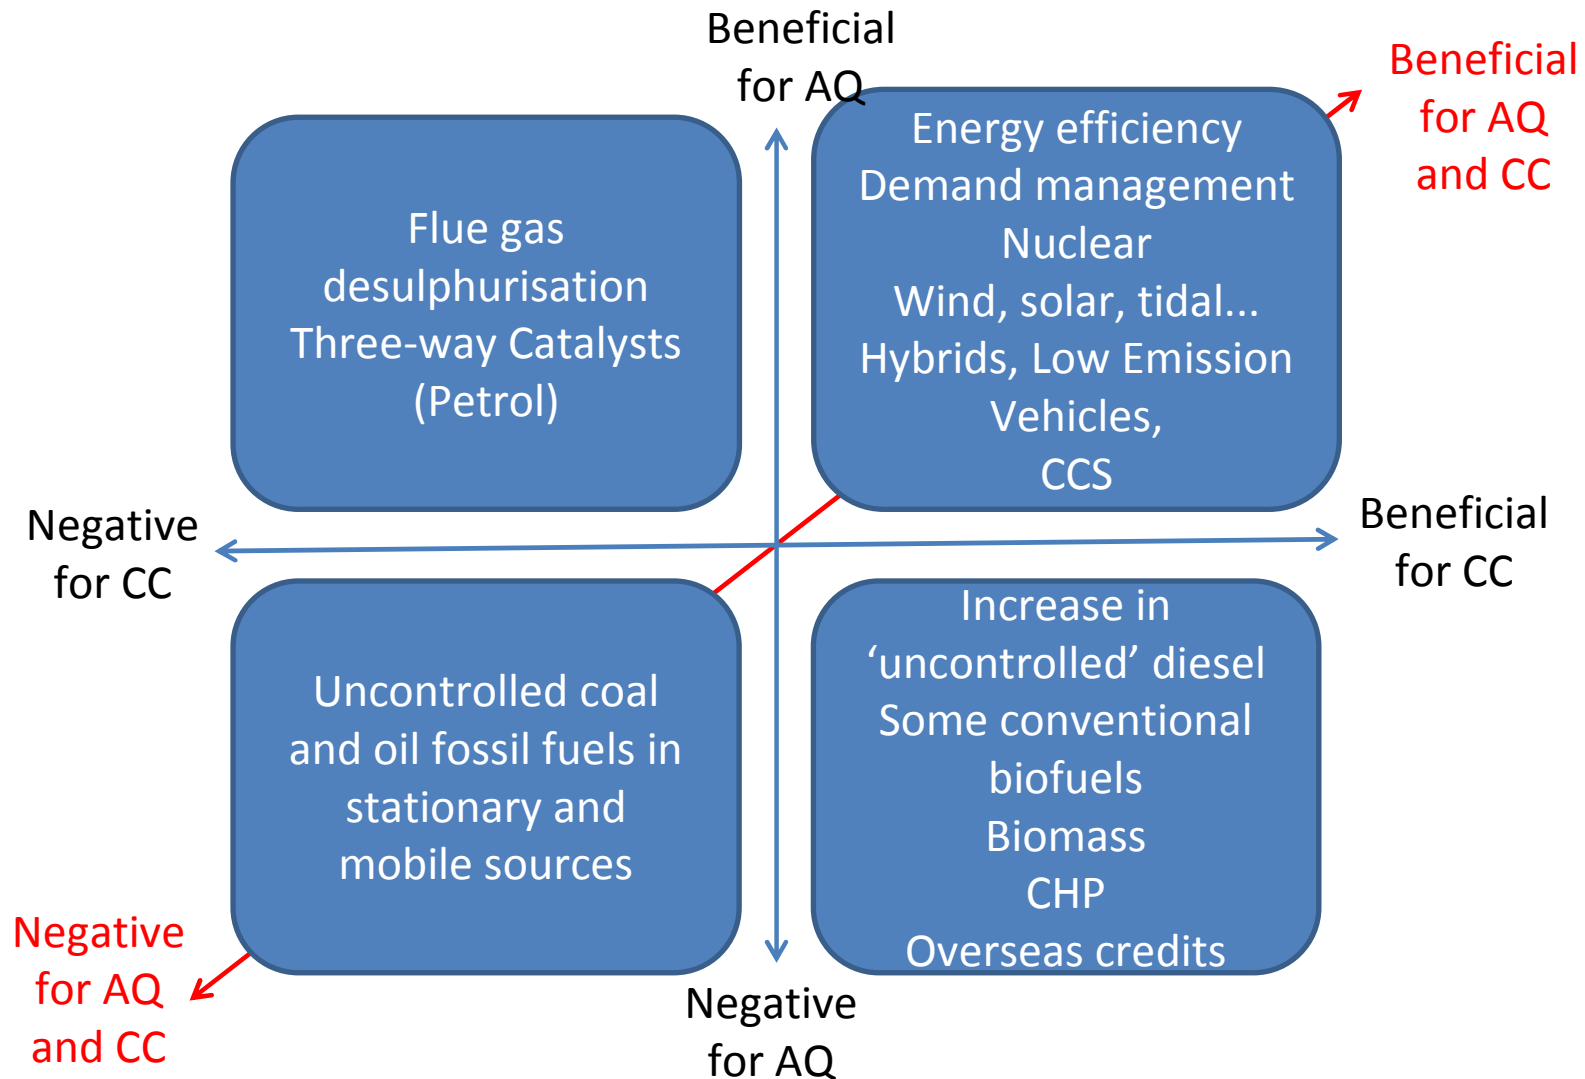 Beneficial
for AQ
Beneficial
for AQ
and CC
Flue gas
desulphurisation
Three-way Catalysts
(Petrol)
Energy efficiency
Demand management
Nuclear
Wind, solar, tidal...
Hybrids, Low Emission
Vehicles,
CCS
Negative
for CC
Beneficial
for CC
Uncontrolled coal
and oil fossil fuels in
stationary and
mobile sources
Increase in
‘uncontrolled’ diesel
Some conventional
biofuels
Biomass
CHP
Overseas credits
Negative
for AQ
and CC
Negative
for AQ